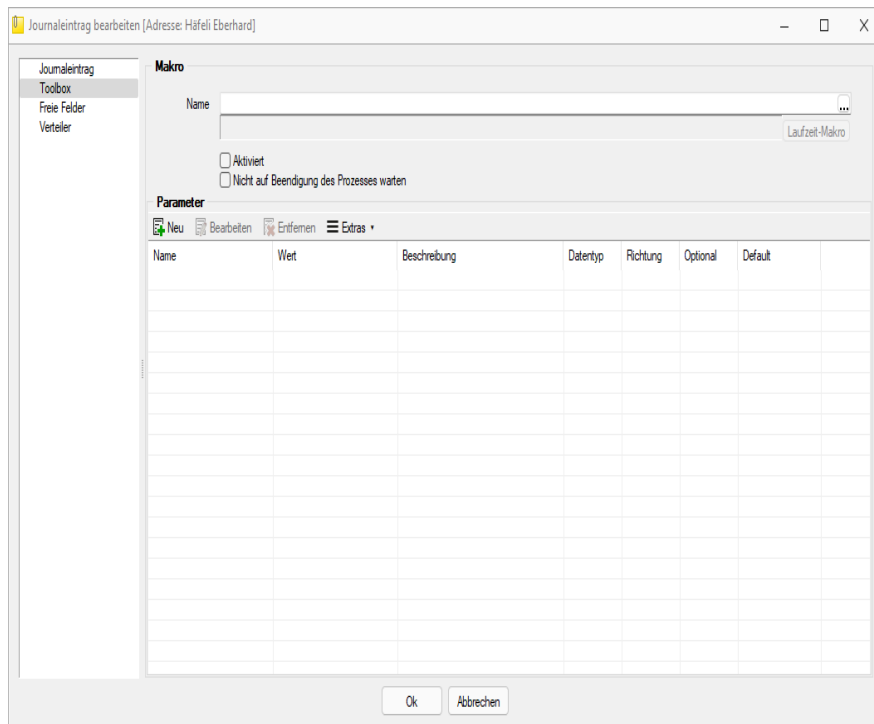 Journaleintrag bearbeiten [Adresse: Häfeli Eberhard]
Journaleintrag
Toolbox
Freie Felder
Verteiler
Makro
Name
...
Laufzeit-Makro
Aktiviert
Nicht auf Beendigung des Prozesses warten
Parameter
Neu Bearbeiten Entfernen Extras
Name Wert Beschreibung Datentyp Richtung Optional Default
Ok Abbrechen